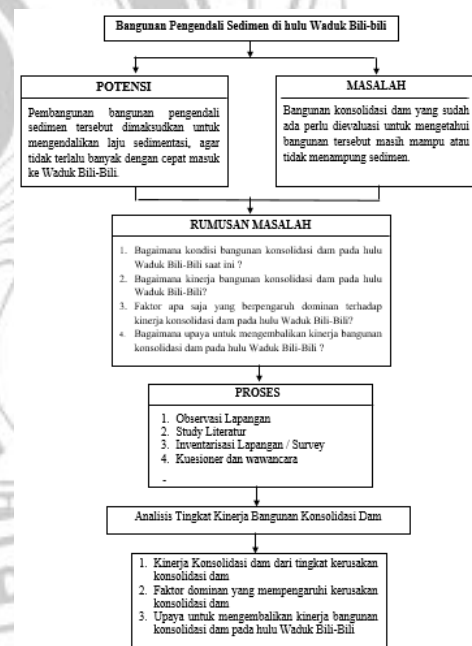 Bangunan Pengendali Sedimen di hulu Waduk Bili-bili
POTENSI
Pembangunan bangunan pengendali
sedimen tersebut dimaksudkan untuk
mengendalikan laju sedimentasi, agar
tidak terlalu banyak dengan cepat masuk
ke Waduk Bili-Bili.
MASALAH
Bangunan konsolidasi dam yang sudah
ada perlu dievaluasi untuk mengetahui
bangunan tersebut masih mampu atau
tidak menampung sedimen.
RUMUSAN MASALAH
1. Bagaimana kondisi bangunan konsolidasi dam pada hulu
Waduk Bili-Bili saat ini ?
2. Bagaimana kinerja bangunan konsolidasi dam pada hulu
Waduk Bili-Bili?
3. Faktor apa saja yang berpengaruh dominan terhadap
kinerja konsolidasi dam pada hulu Waduk Bili-Bili?
4. Bagaimana upaya untuk mengembalikan kinerja bangunan
konsolidasi dam pada hulu Waduk Bili-Bili ?
PROSES
1. Observasi Lapangan
2. Study Literatur
3. Inventarisasi Lapangan / Survey
4. Kuesioner dan wawancara
-
Analisis Tingkat Kinerja Bangunan Konsolidasi Dam
1. Kinerja Konsolidasi dam dari tingkat kerusakan
konsolidasi dam
2. Faktor dominan yang mempengaruhi kerusakan
konsolidasi dam
3. Upaya untuk mengembalikan kinerja bangunan
konsolidasi dam pada hulu Waduk Bili-Bili